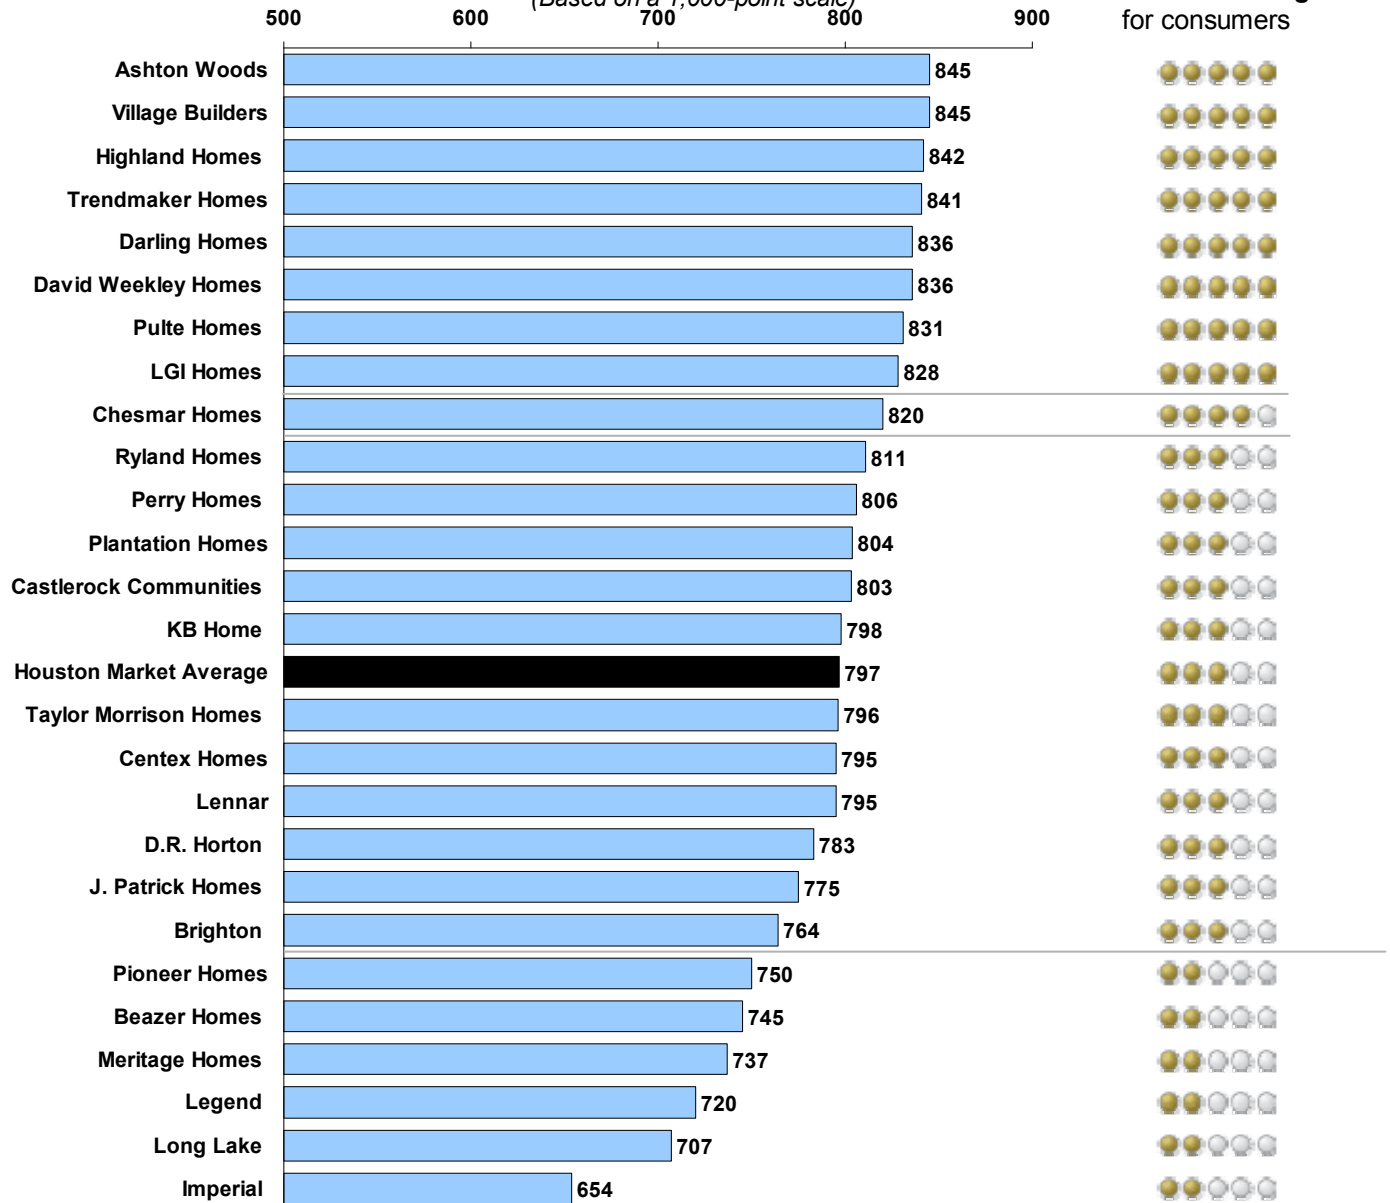 (Based on a 1,000-point scale)
500 600 700 800 900
for consumers
Ashton Woods 845
Village Builders 845
Highland Homes 842
Trendmaker Homes 841
Darling Homes 836
David Weekley Homes 836
Pulte Homes 831
LGI Homes 828
Chesmar Homes 820
Ryland Homes 811
Perry Homes 806
Plantation Homes 804
Castlerock Communities 803
KB Home 798
Houston Market Average 797
Taylor Morrison Homes 796
Centex Homes 795
Lennar 795
D.R. Horton 783
J. Patrick Homes 775
Brighton 764
Pioneer Homes 750
Beazer Homes 745
Meritage Homes 737
Legend 720
Long Lake 707
Imperial 654